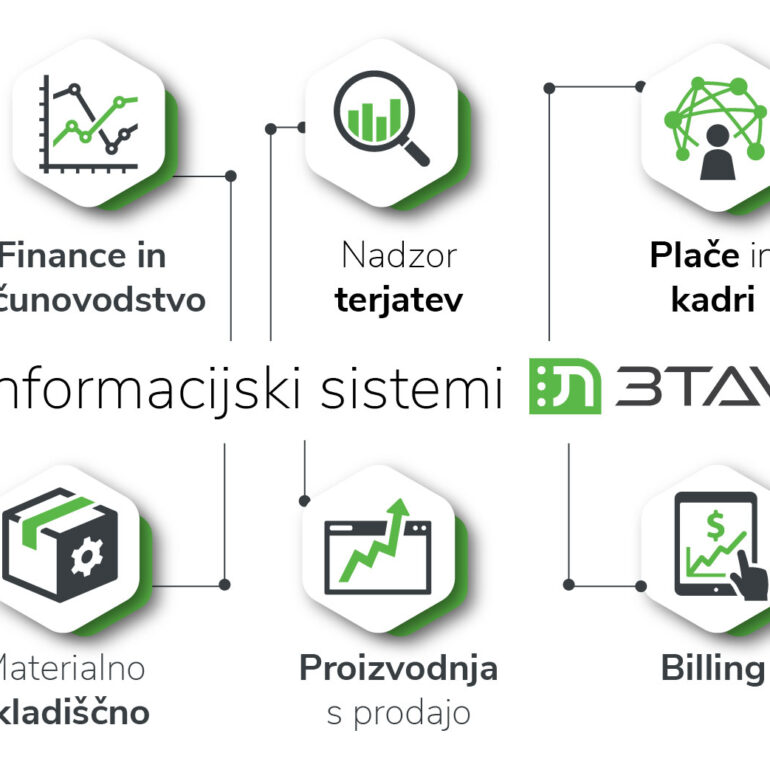 Finance in
čunovodstvo
Nadzor
terjatev
Plače in
kadri
nformacijski sistemi 3TAV
Materialno
kladiščno
Proizvodnja
s prodajo
Billing
$